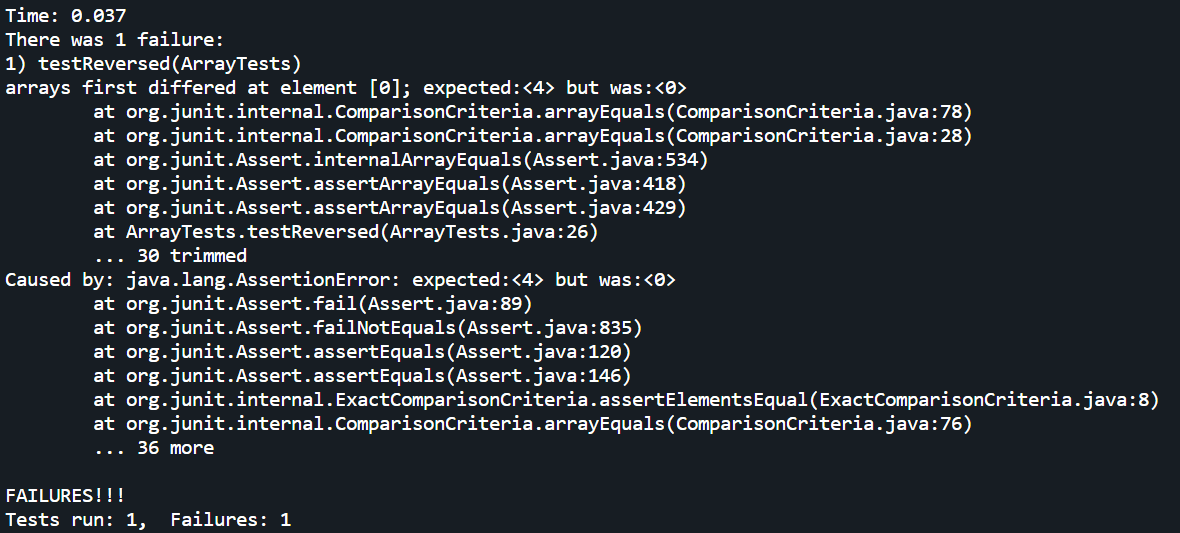 Time: 0.037
There was 1 failure:
1) testReversed(ArrayTests)
arrays first differed at element [0]; expected:<4> but was:<0>
        at org.junit.internal.ComparisonCriteria.arrayEquals(ComparisonCriteria.java:78)
        at org.junit.internal.ComparisonCriteria.arrayEquals(ComparisonCriteria.java:28)
        at org.junit.Assert.internalArrayEquals(Assert.java:534)
        at org.junit.Assert.assertArrayEquals(Assert.java:418)
        at org.junit.Assert.assertArrayEquals(Assert.java:429)
        at ArrayTests.testReversed(ArrayTests.java:26)
        ... 30 trimmed
Caused by: java.lang.AssertionError: expected:<4> but was:<0>
        at org.junit.Assert.fail(Assert.java:89)
        at org.junit.Assert.failNotEquals(Assert.java:835)
        at org.junit.Assert.assertEquals(Assert.java:120)
        at org.junit.Assert.assertEquals(Assert.java:146)
        at org.junit.internal.ExactComparisonCriteria.assertElementsEqual(ExactComparisonCriteria.java:8)
        at org.junit.internal.ComparisonCriteria.arrayEquals(ComparisonCriteria.java:76)
        ... 36 more

FAILURES!!!
Tests run: 1,  Failures: 1